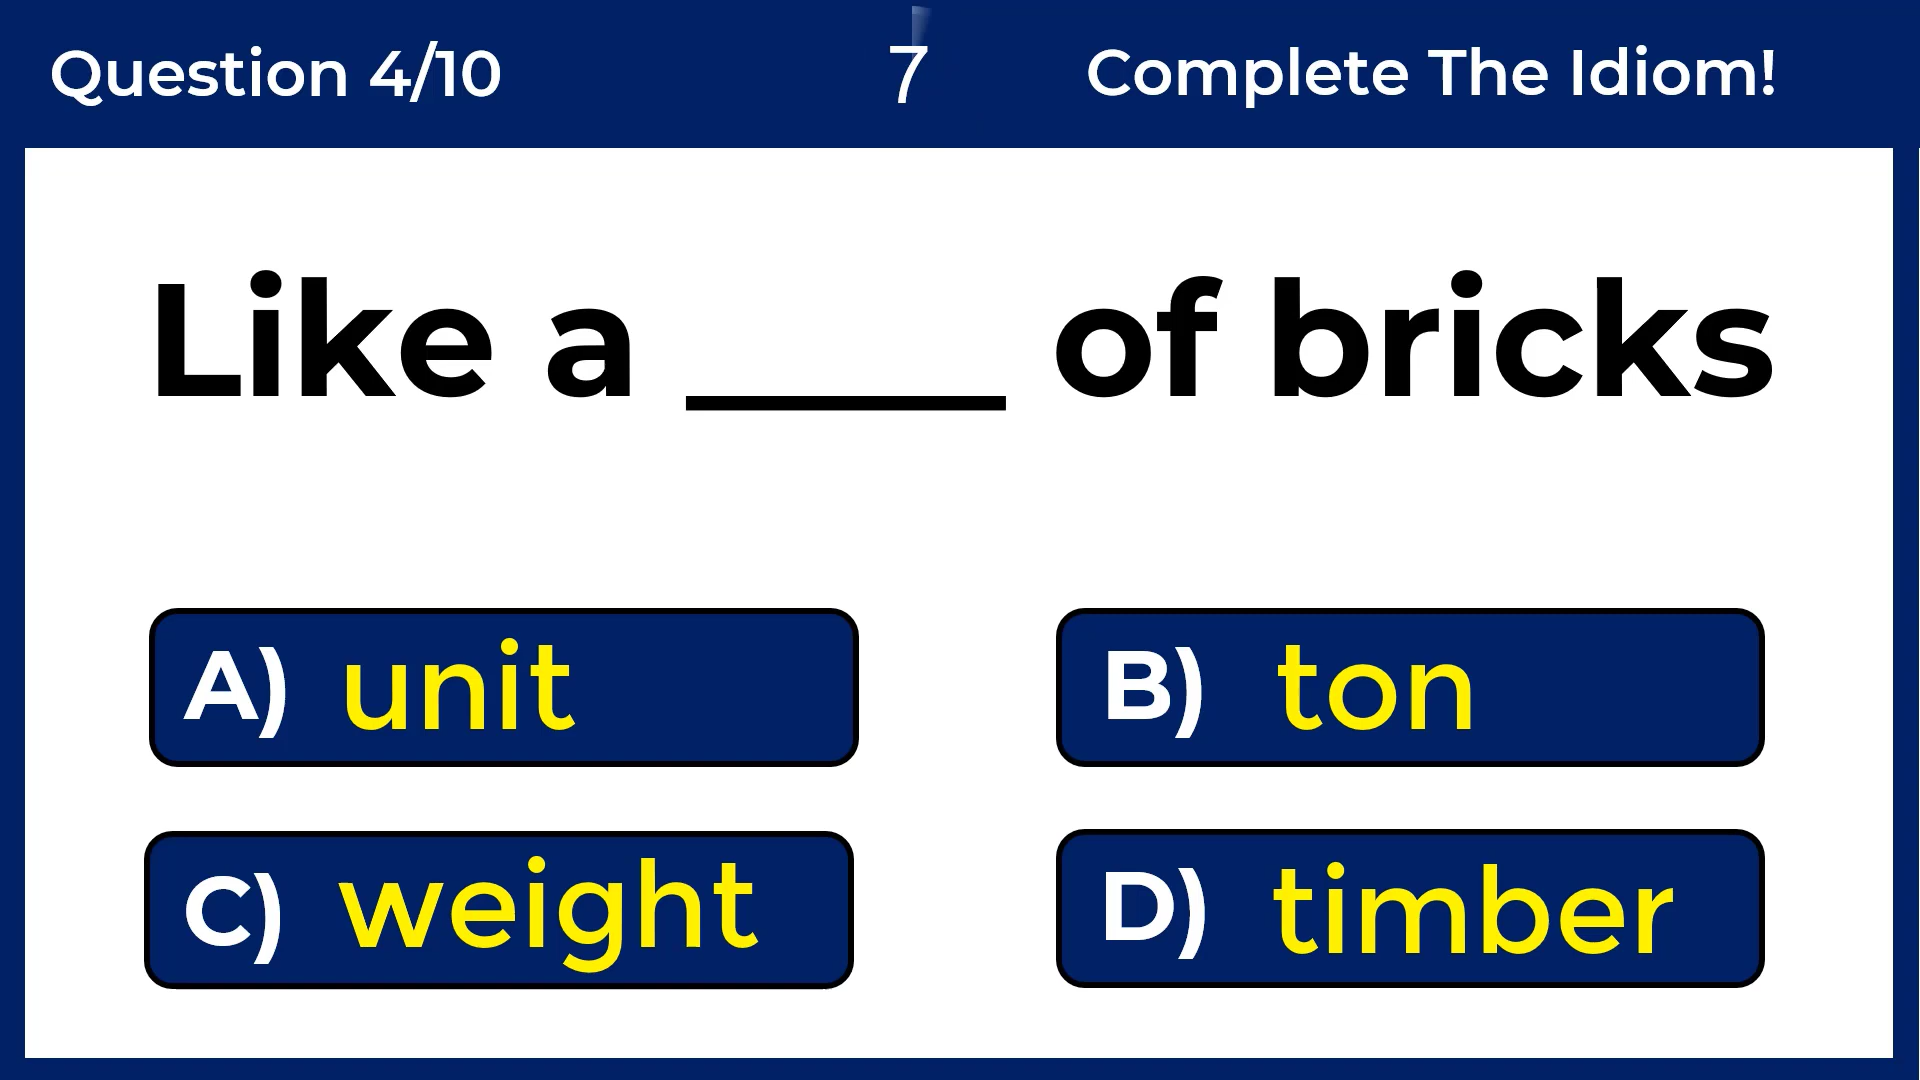 Question 4/10 7 Complete The Idiom!
Like a ____ of bricks
A) unit B) ton
C) weight D) timber